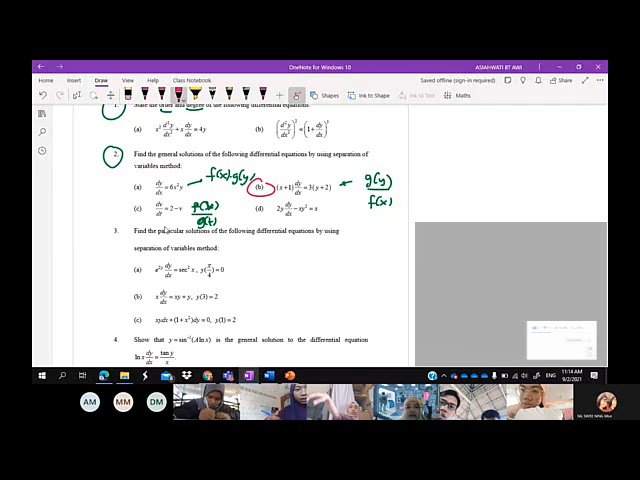 OneNote for Windows 10
ASIAHWATI BT AWI
Insert Draw View Help Class Notebook
Saved offline (sign-in required)
Share
Shapes Ink to Shape Ink to Text Maths
1. State the order and degree of the following differential equations.
(a) x² d²y/dx² + x dy/dx = 4y (b) (d²y/dx²)² = (1 + dy/dx)³
2. Find the general solutions of the following differential equations by using separation of
variables method:
f(x)·g(y)
(a) dy/dx = 6x²y (b) (x+1) dy/dx = 3(y+2) g(y)/f(x)
(c) dv/dt = 2 − v (d) 2y dy/dx − xy² = x
g(t)
3. Find the particular solutions of the following differential equations by using
separation of variables method:
(a) e²ʸ dy/dx = sec² x, y(π/4) = 0
(b) x dy/dx = xy + y, y(3) = 2
(c) xydx + (1 + x²)dy = 0, y(1) = 2
4. Show that y = sin⁻¹(A ln x) is the general solution to the differential equation
ln x dy/dx = tan y/x.
ENG
11:14 AM
9/2/2021
AM MM DM